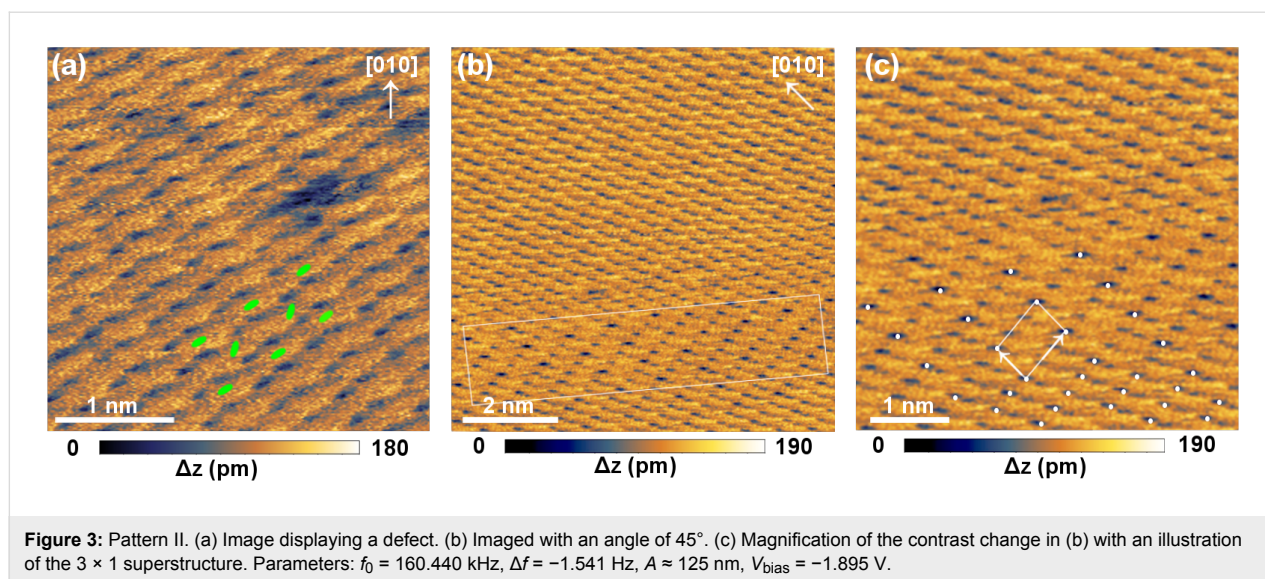 (a)
[010]
1 nm
0 180
Δz (pm)
(b)
[010]
2 nm
0 190
Δz (pm)
(c)
1 nm
0 190
Δz (pm)
Figure 3: Pattern II. (a) Image displaying a defect. (b) Imaged with an angle of 45°. (c) Magnification of the contrast change in (b) with an illustration
of the 3 × 1 superstructure. Parameters: f₀ = 160.440 kHz, Δf = −1.541 Hz, A ≈ 125 nm, V_bias = −1.895 V.